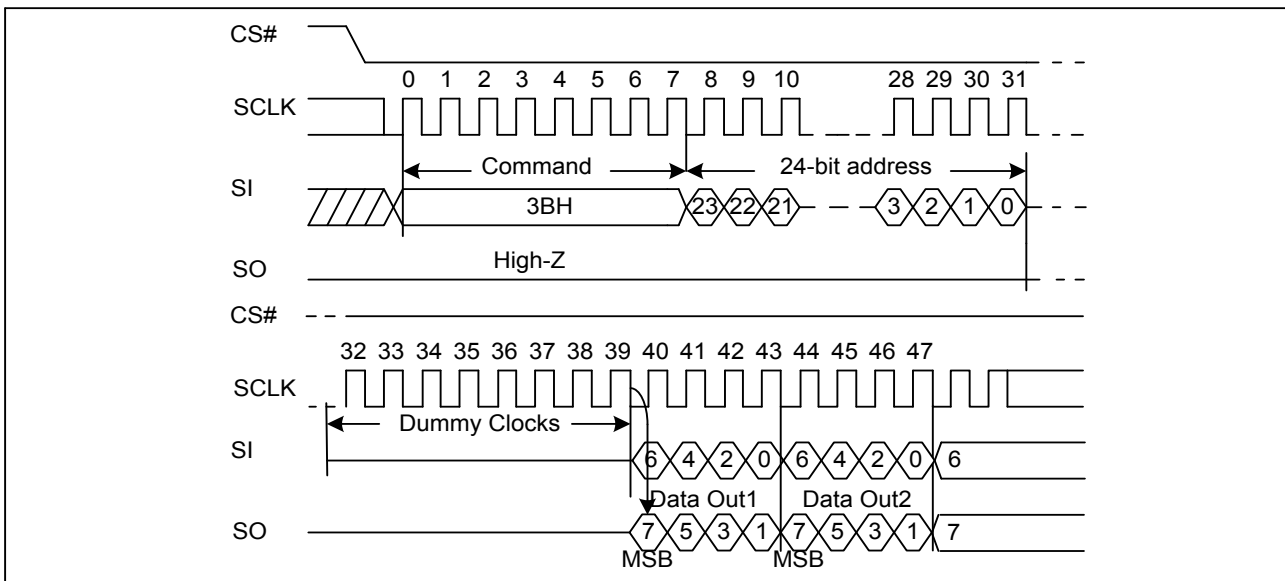 CS#
0 1 2 3 4 5 6 7 8 9 10 28 29 30 31
SCLK
Command 24-bit address
SI
3BH 23 22 21 3 2 1 0
High-Z
SO
CS#
32 33 34 35 36 37 38 39 40 41 42 43 44 45 46 47
SCLK
Dummy Clocks
SI
6 4 2 0 6 4 2 0 6
Data Out1 Data Out2
SO
7 5 3 1 7 5 3 1 7
MSB MSB